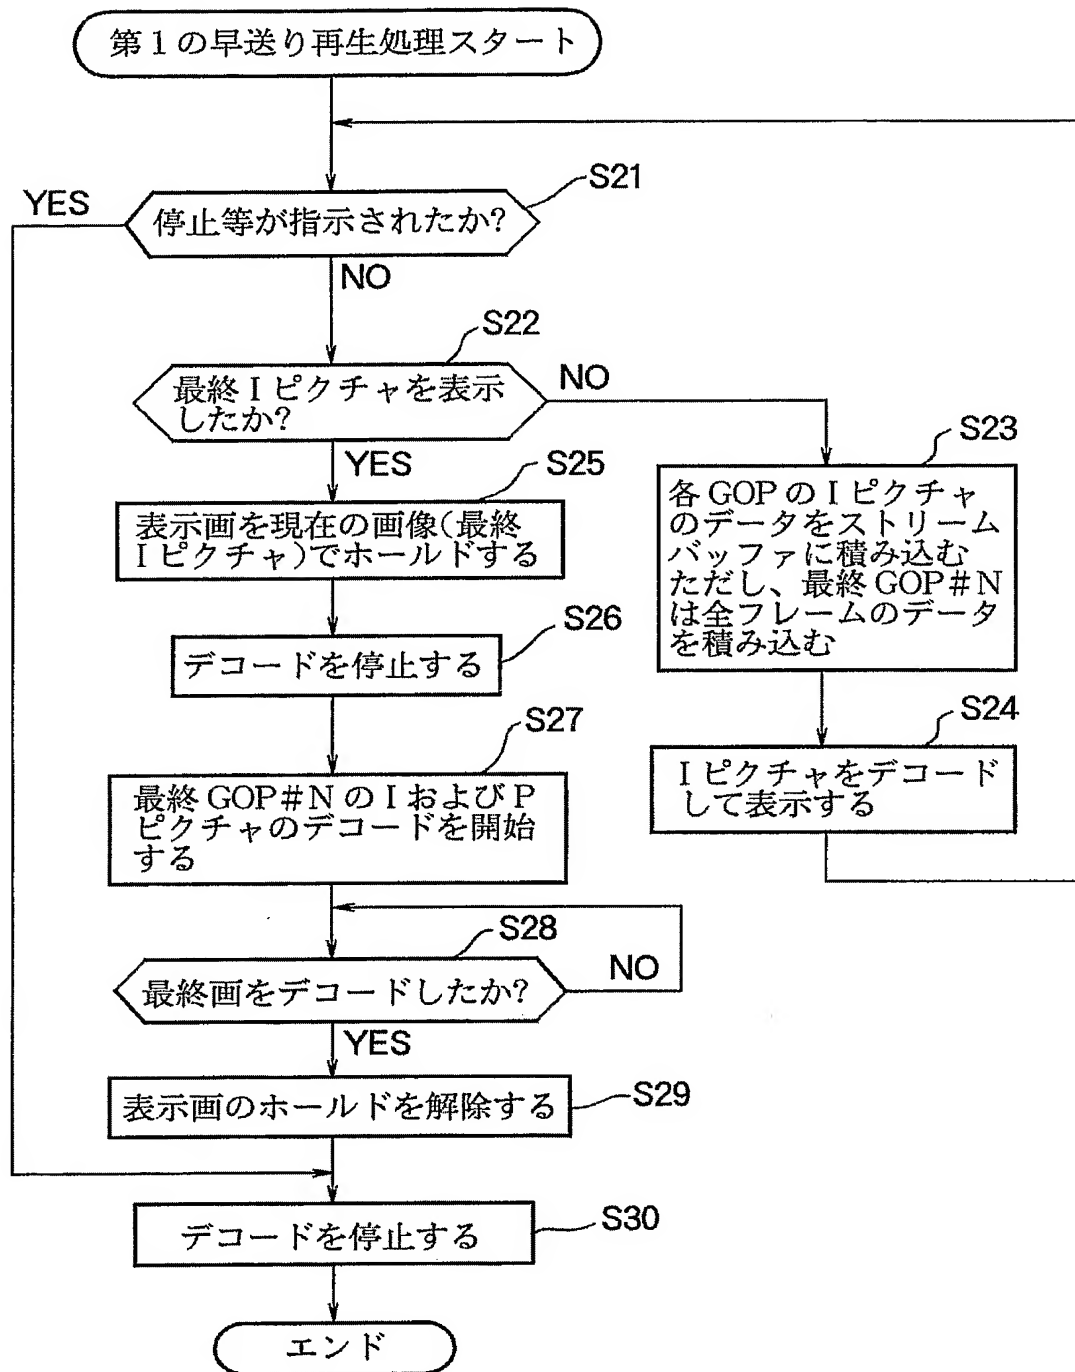 第1の早送り再生処理スタート
S21
YES
停止等が指示されたか?
NO
S22
最終Iピクチャを表示
したか?
NO
YES
S23
各GOPのIピクチャ
のデータをストリーム
バッファに積み込む
ただし、最終GOP#N
は全フレームのデータ
を積み込む
S25
表示画を現在の画像(最終
Iピクチャ)でホールドする
S26
デコードを停止する
S24
Iピクチャをデコード
して表示する
S27
最終GOP#NのIおよびP
ピクチャのデコードを開始
する
S28
最終画をデコードしたか?
NO
YES
S29
表示画のホールドを解除する
S30
デコードを停止する
エンド